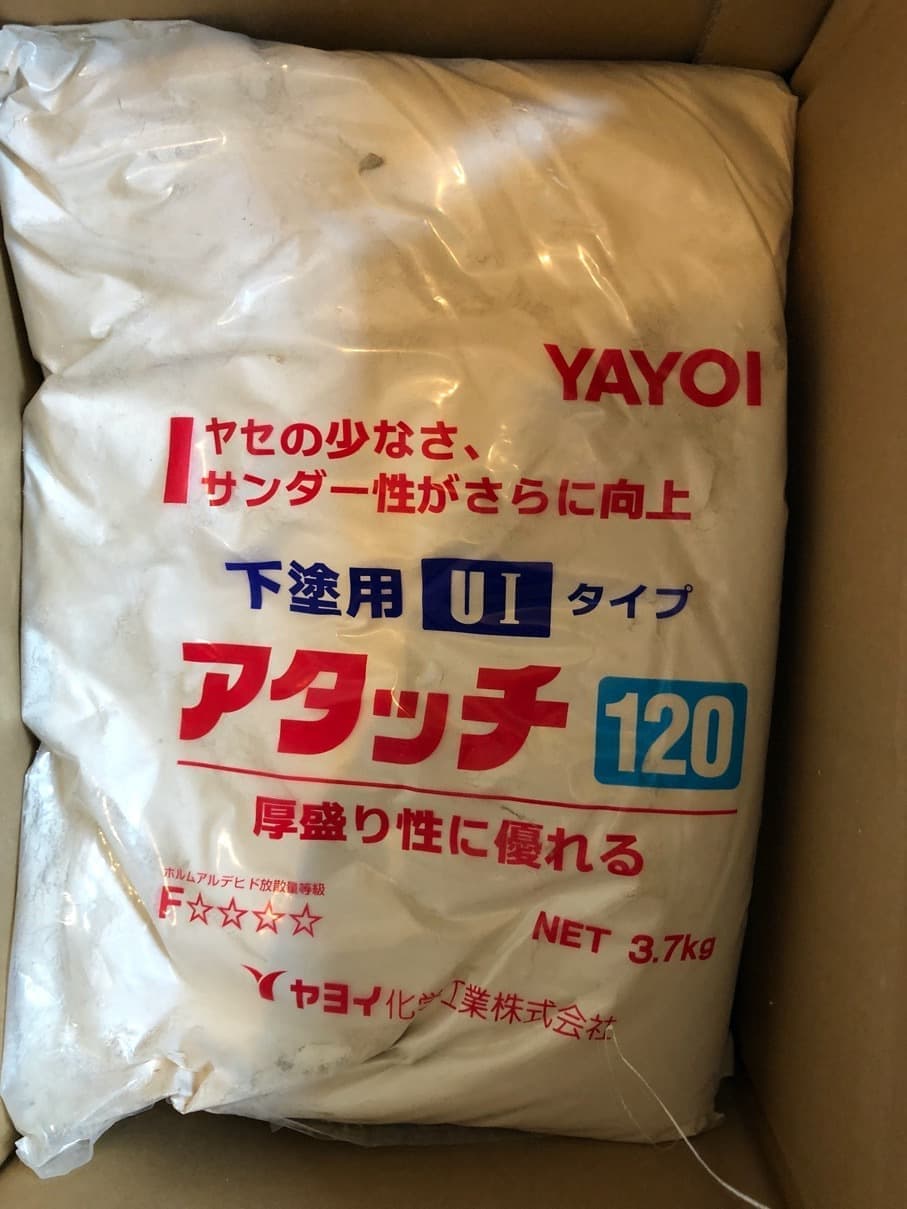 YAYOI
ヤセの少なさ、
サンダー性がさらに向上
下塗用 UI タイプ
アタッチ 120
厚盛り性に優れる
ホルムアルデヒド放散量等級
F☆☆☆☆
NET 3.7kg
ヤヨイ化学工業株式会社